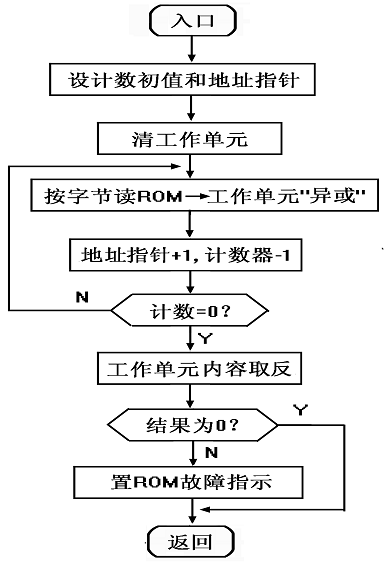 入口
设计数初值和地址指针
清工作单元
按字节读ROM→工作单元"异或"
地址指针+1,计数器-1
N
计数=0?
Y
工作单元内容取反
结果为0?
Y
N
置ROM故障指示
返回